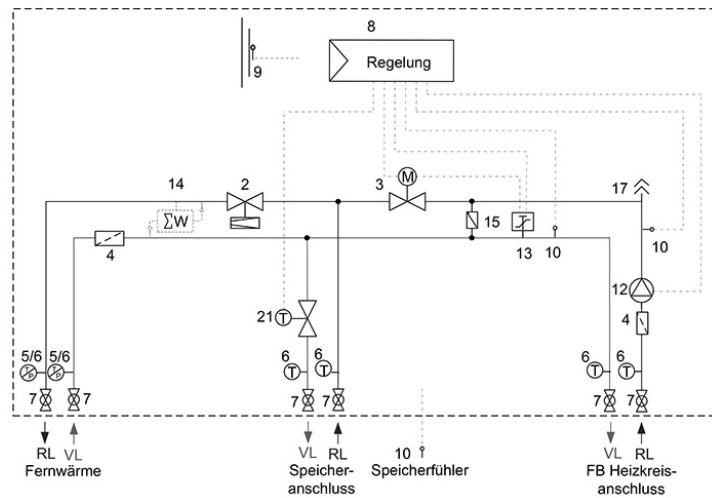 8
Regelung
9
14
2
3
M
17
ΣW
15
10
4
13
10
12
21
T
4
5/6
5/6
6
6
6
6
T
P
T
P
T
T
T
T
7
7
7
7
7
7
RL
VL
VL
RL
10
VL
RL
Fernwärme
Speicher-
anschluss
Speicherfühler
FB Heizkreis-
anschluss